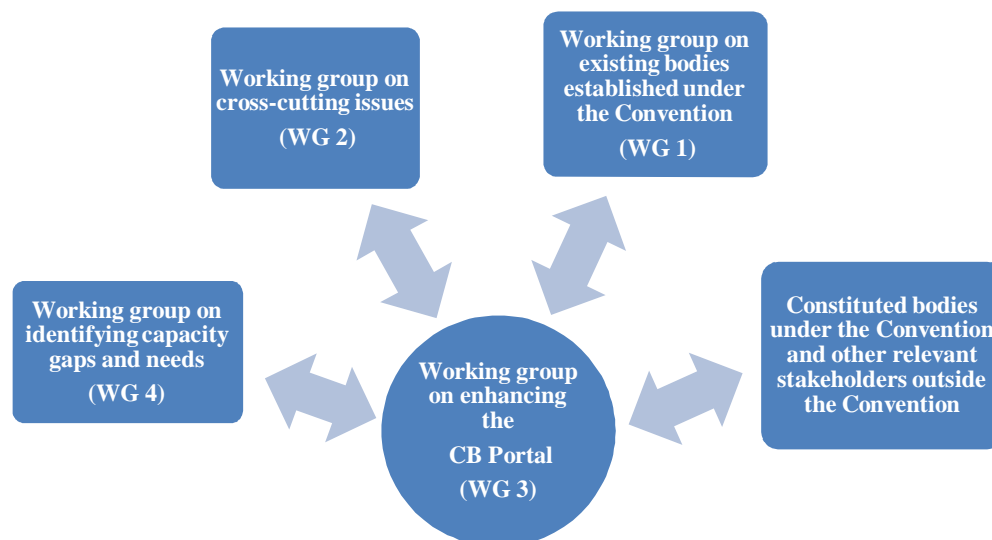 Working group on
existing bodies
established under
the Convention
(WG 1)
Working group on
cross-cutting issues
(WG 2)
Working group on
identifying capacity
gaps and needs
(WG 4)
Constituted bodies
under the Convention
and other relevant
stakeholders outside
the Convention
Working group
on enhancing
the
CB Portal
(WG 3)